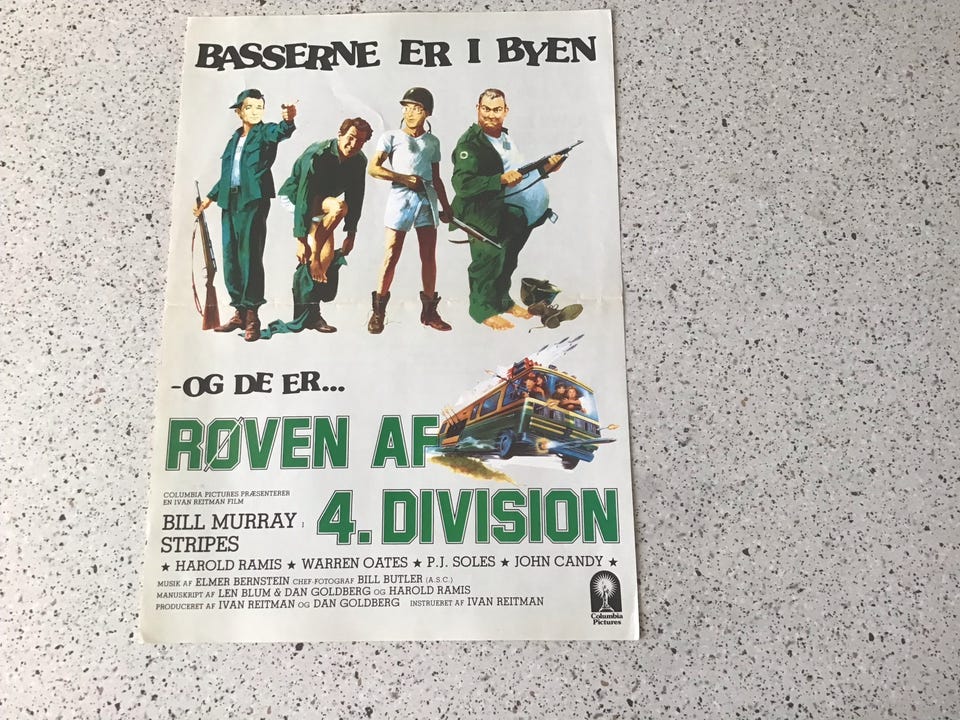 BASSERNE ER I BYEN
-OG DE ER...
RØVEN AF
4. DIVISION
COLUMBIA PICTURES PRÆSENTERER
EN IVAN REITMAN FILM
BILL MURRAY I
STRIPES
★ HAROLD RAMIS ★ WARREN OATES ★ P.J. SOLES ★ JOHN CANDY ★
MUSIK AF ELMER BERNSTEIN CHEF-FOTOGRAF BILL BUTLER (A.S.C.)
MANUSKRIPT AF LEN BLUM & DAN GOLDBERG OG HAROLD RAMIS
PRODUCERET AF IVAN REITMAN OG DAN GOLDBERG INSTRUERET AF IVAN REITMAN
Columbia
Pictures